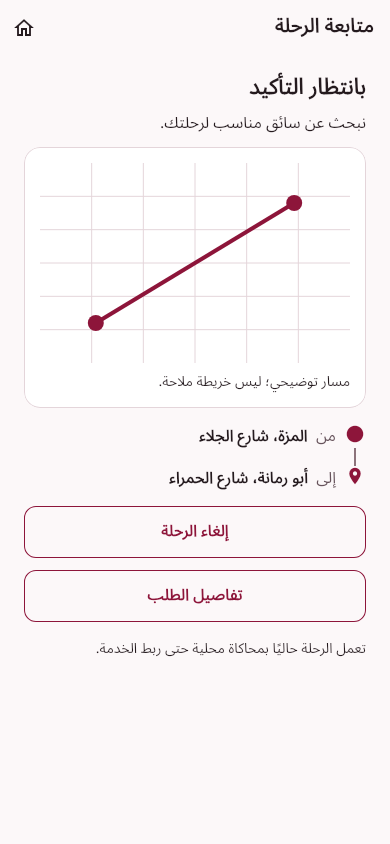 متابعة الرحلة
بانتظار التأكيد
نبحث عن سائق مناسب لرحلتك.
مسار توضيحي؛ ليس خريطة ملاحة.
من المزة، شارع الجلاء
إلى أبو رمانة، شارع الحمراء
إلغاء الرحلة
تفاصيل الطلب
تعمل الرحلة حاليًا بمحاكاة محلية حتى ربط الخدمة.